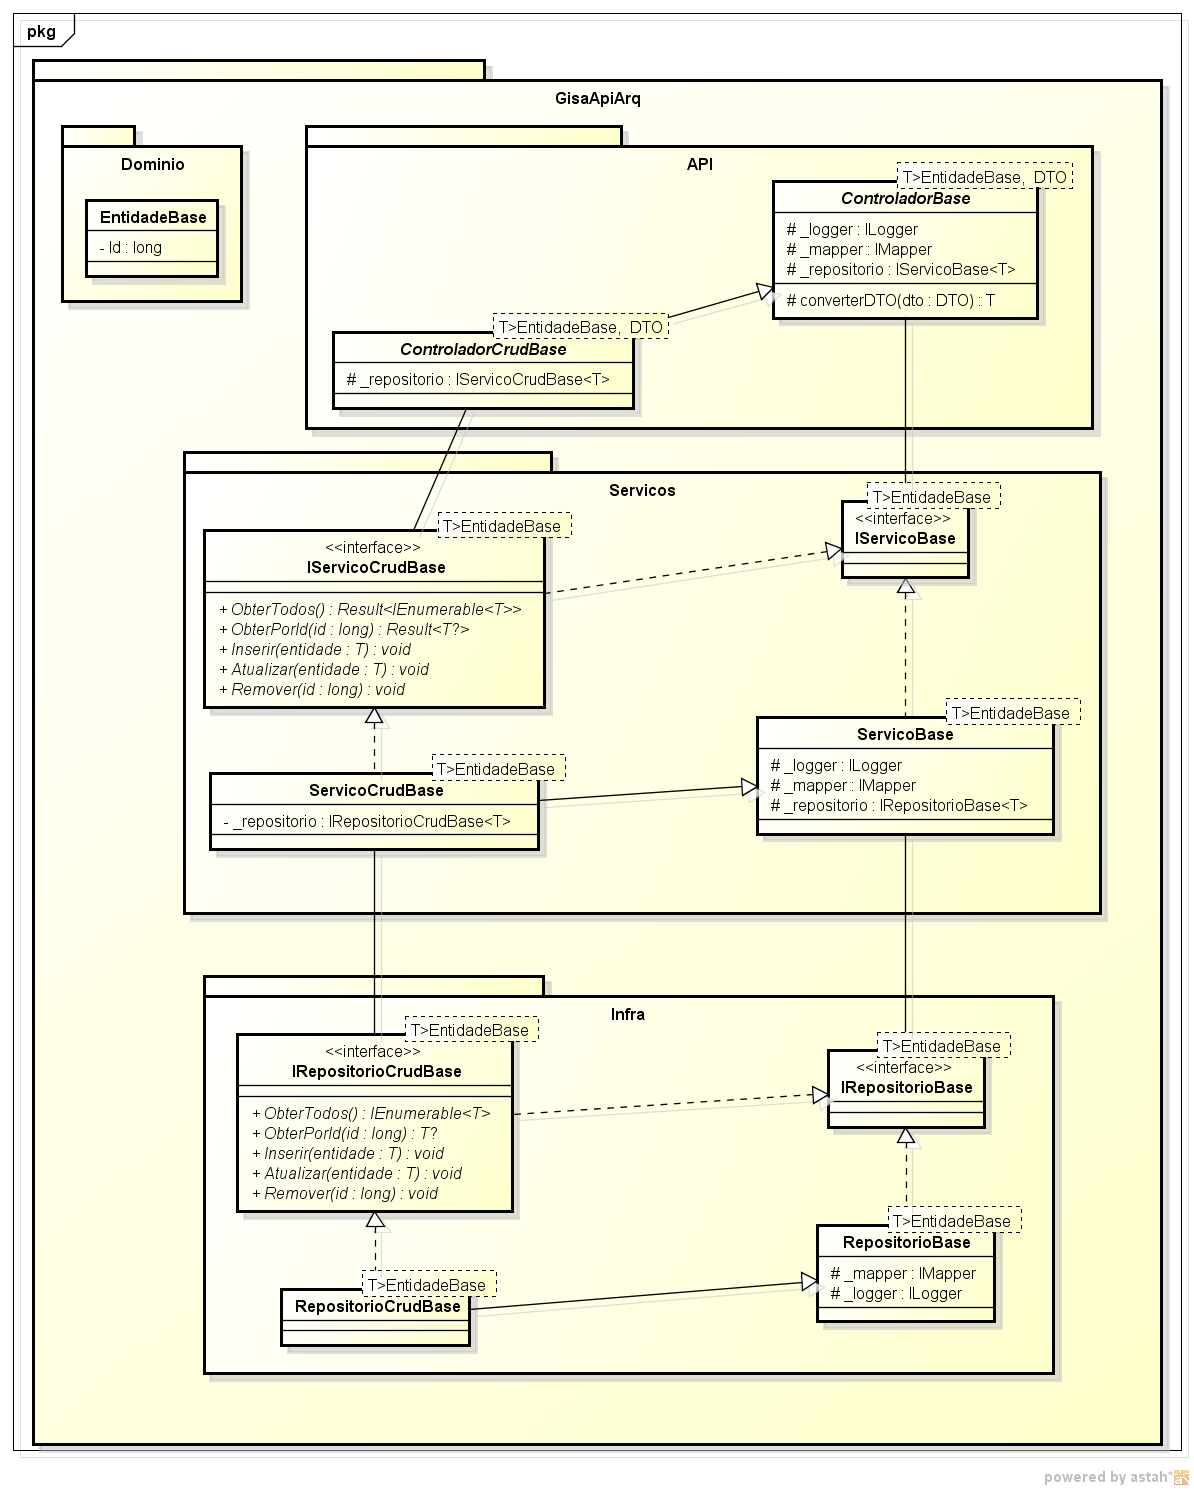 pkg
GisaApiArq
Dominio
EntidadeBase
- Id : long
API
T>EntidadeBase, DTO
ControladorBase
# _logger : ILogger
# _mapper : IMapper
# _repositorio : IServicoBase<T>
# converterDTO(dto : DTO) : T
T>EntidadeBase, DTO
ControladorCrudBase
# _repositorio : IServicoCrudBase<T>
Servicos
T>EntidadeBase
<<interface>>
IServicoBase
T>EntidadeBase
<<interface>>
IServicoCrudBase
+ ObterTodos() : Result<IEnumerable<T>>
+ ObterPorId(id : long) : Result<T?>
+ Inserir(entidade : T) : void
+ Atualizar(entidade : T) : void
+ Remover(id : long) : void
T>EntidadeBase
ServicoBase
# _logger : ILogger
# _mapper : IMapper
# _repositorio : IRepositorioBase<T>
T>EntidadeBase
ServicoCrudBase
- _repositorio : IRepositorioCrudBase<T>
Infra
T>EntidadeBase
<<interface>>
IRepositorioCrudBase
+ ObterTodos() : IEnumerable<T>
+ ObterPorId(id : long) : T?
+ Inserir(entidade : T) : void
+ Atualizar(entidade : T) : void
+ Remover(id : long) : void
T>EntidadeBase
<<interface>>
IRepositorioBase
T>EntidadeBase
RepositorioBase
# _mapper : IMapper
# _logger : ILogger
T>EntidadeBase
RepositorioCrudBase
powered by astah*